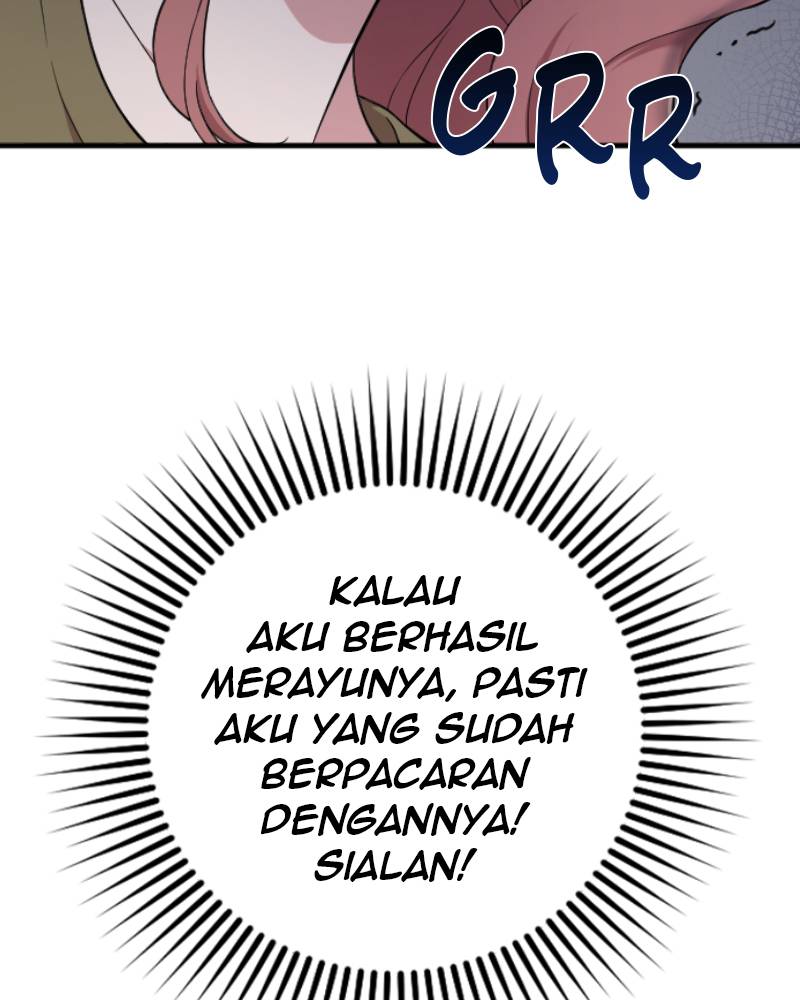 GRR
KALAU
AKU BERHASIL
MERAYUNYA, PASTI
AKU YANG SUDAH
BERPACARAN
DENGANNYA!
SIALAN!